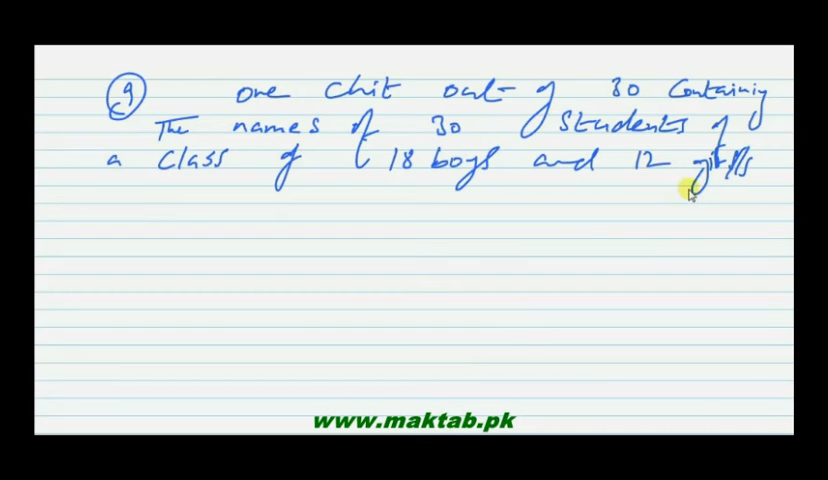 9 one chit out of 30 containing
The names of 30 students of
a class of 18 boys and 12 girls
www.maktab.pk